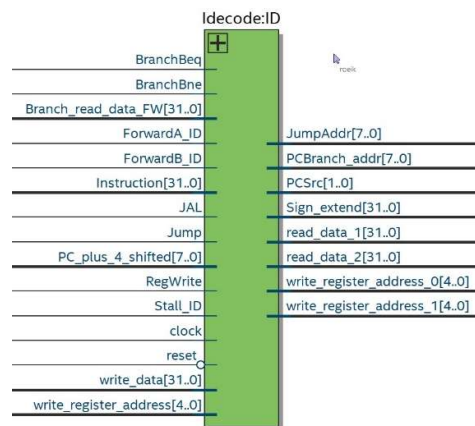 Idecode:ID
BranchBeq
BranchBne
Branch_read_data_FW[31..0]
ForwardA_ID
ForwardB_ID
Instruction[31..0]
JAL
Jump
PC_plus_4_shifted[7..0]
RegWrite
Stall_ID
clock
reset
write_data[31..0]
write_register_address[4..0]
roeik
JumpAddr[7..0]
PCBranch_addr[7..0]
PCSrc[1..0]
Sign_extend[31..0]
read_data_1[31..0]
read_data_2[31..0]
write_register_address_0[4..0]
write_register_address_1[4..0]